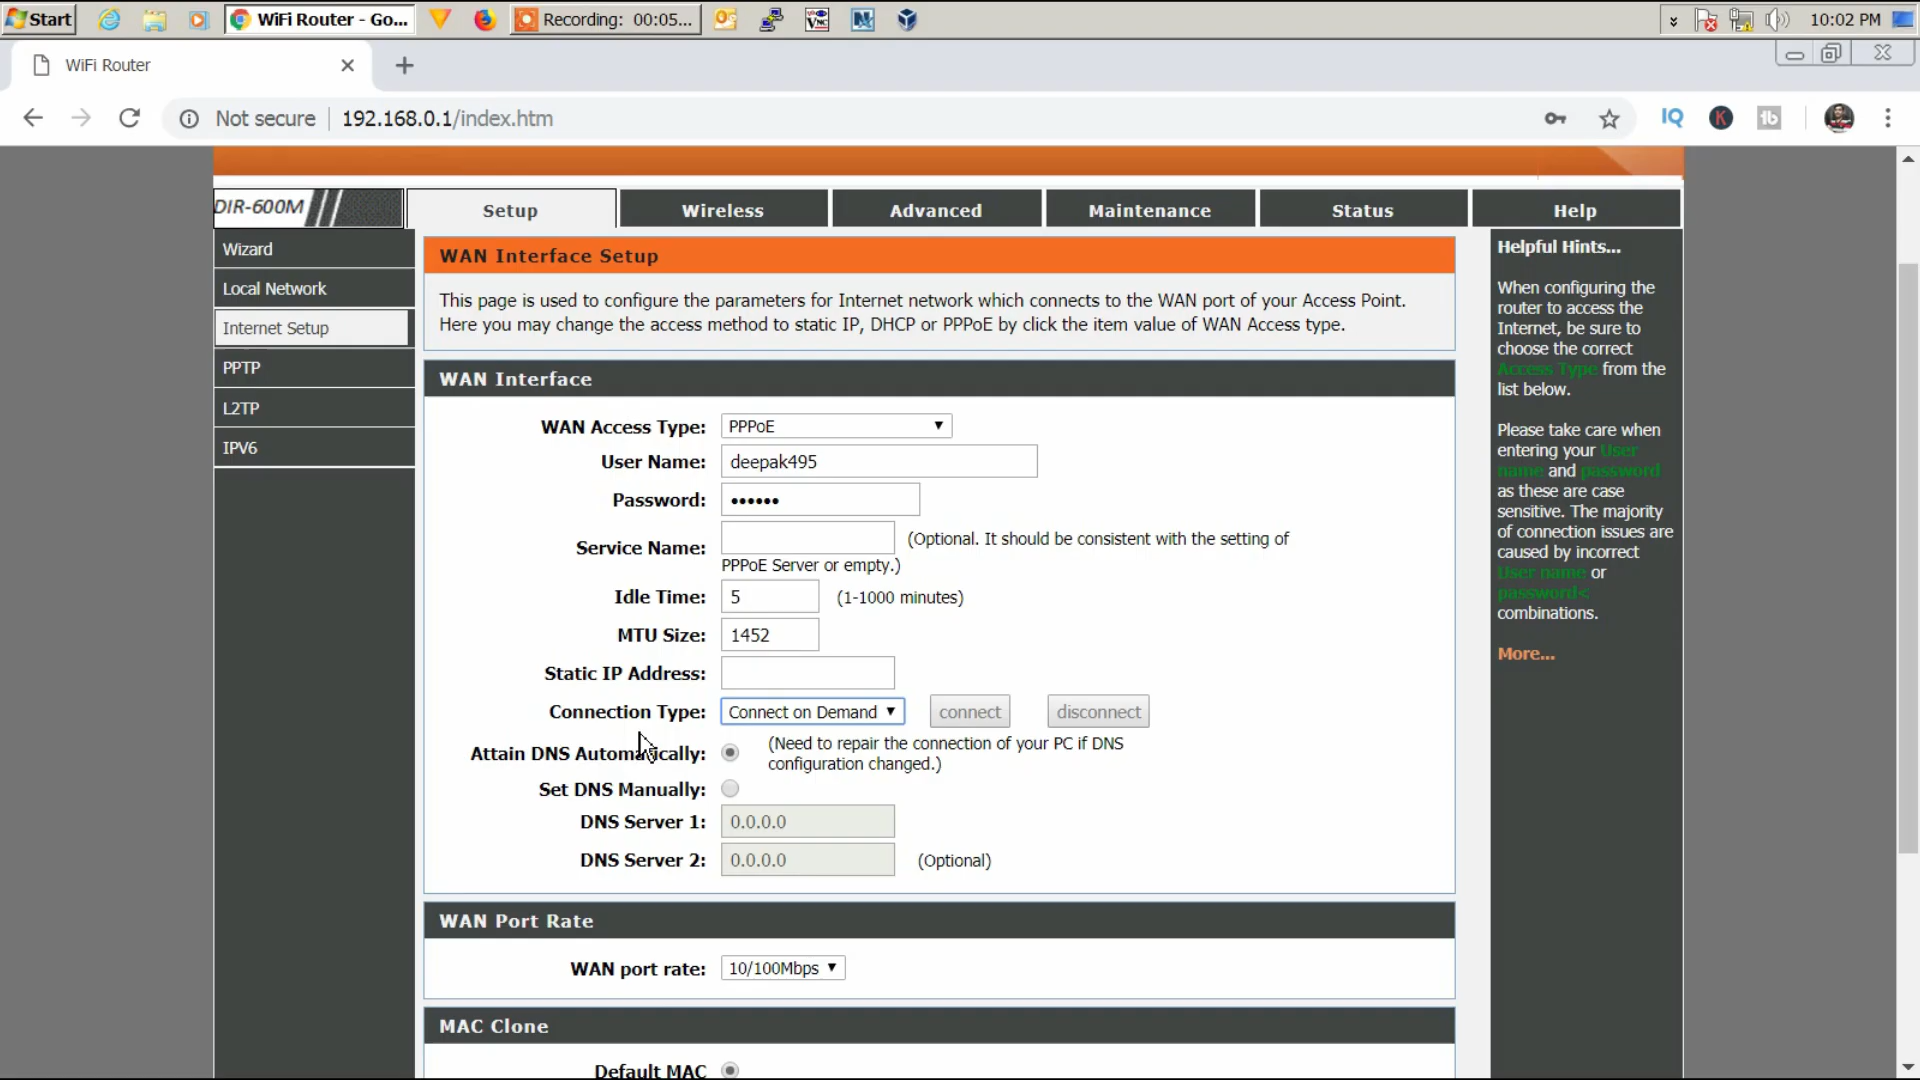 Start
WiFi Router - Go...
Recording: 00:05...
10:02 PM
WiFi Router
Not secure
192.168.0.1/index.htm
IQ
K
tb
DIR-600M
Setup
Wireless
Advanced
Maintenance
Status
Help
Wizard
Local Network
Internet Setup
PPTP
L2TP
IPV6
WAN Interface Setup
This page is used to configure the parameters for Internet network which connects to the WAN port of your Access Point.
Here you may change the access method to static IP, DHCP or PPPoE by click the item value of WAN Access type.
WAN Interface
WAN Access Type: PPPoE
User Name: deepak495
Password: ••••••
Service Name: (Optional. It should be consistent with the setting of
PPPoE Server or empty.)
Idle Time: 5 (1-1000 minutes)
MTU Size: 1452
Static IP Address:
Connection Type: Connect on Demand connect disconnect
Attain DNS Automatically: (Need to repair the connection of your PC if DNS
configuration changed.)
Set DNS Manually:
DNS Server 1: 0.0.0.0
DNS Server 2: 0.0.0.0 (Optional)
WAN Port Rate
WAN port rate: 10/100Mbps
MAC Clone
Default MAC
Helpful Hints...
When configuring the
router to access the
Internet, be sure to
choose the correct
Access Type from the
list below.
Please take care when
entering your User
name and password
as these are case
sensitive. The majority
of connection issues are
caused by incorrect
User name or
password<
combinations.
More...